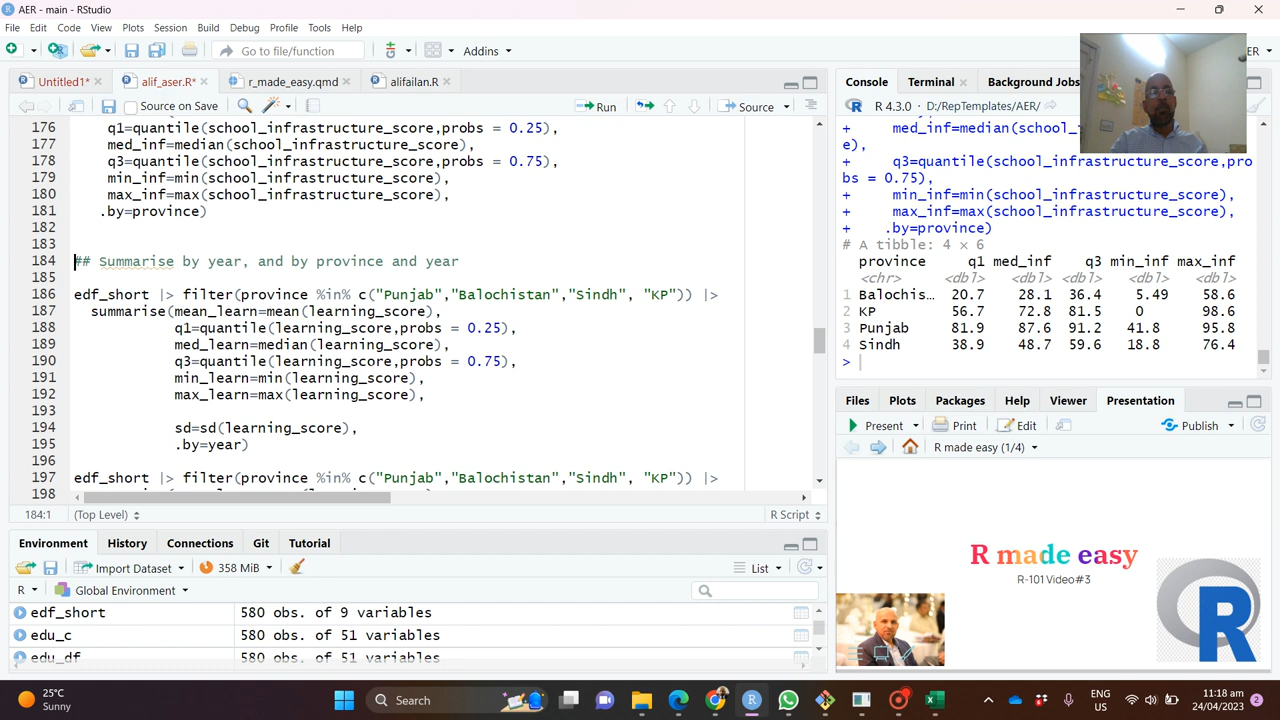 AER - main - RStudio
File Edit Code View Plots Session Build Debug Profile Tools Help
Go to file/function Addins
Untitled1* alif_aser.R* r_made_easy.qmd alifailan.R
Source on Save Run Source
176 q1=quantile(school_infrastructure_score,probs = 0.25),
177 med_inf=median(school_infrastructure_score),
178 q3=quantile(school_infrastructure_score,probs = 0.75),
179 min_inf=min(school_infrastructure_score),
180 max_inf=max(school_infrastructure_score),
181 .by=province)
182
183
184 ## Summarise by year, and by province and year
185
186 edf_short |> filter(province %in% c("Punjab","Balochistan","Sindh", "KP")) |>
187 summarise(mean_learn=mean(learning_score),
188 q1=quantile(learning_score,probs = 0.25),
189 med_learn=median(learning_score),
190 q3=quantile(learning_score,probs = 0.75),
191 min_learn=min(learning_score),
192 max_learn=max(learning_score),
193
194 sd=sd(learning_score),
195 .by=year)
196
197 edf_short |> filter(province %in% c("Punjab","Balochistan","Sindh", "KP")) |>
198
184:1 (Top Level) R Script
Environment History Connections Git Tutorial
Import Dataset 358 MiB List
R Global Environment
edf_short 580 obs. of 9 variables
edu_c 580 obs. of 51 variables
edu_df 580 obs. of 51 variables
Console Terminal Background Jobs
R 4.3.0 · D:/RepTemplates/AER/
+ med_inf=median(school_
e),
+ q3=quantile(school_infrastructure_score,pro
bs = 0.75),
+ min_inf=min(school_infrastructure_score),
+ max_inf=max(school_infrastructure_score),
+ .by=province)
# A tibble: 4 × 6
province q1 med_inf q3 min_inf max_inf
<chr> <dbl> <dbl> <dbl> <dbl> <dbl>
1 Balochis… 20.7 28.1 36.4 5.49 58.6
2 KP 56.7 72.8 81.5 0 98.6
3 Punjab 81.9 87.6 91.2 41.8 95.8
4 Sindh 38.9 48.7 59.6 18.8 76.4
>
Files Plots Packages Help Viewer Presentation
Present Print Edit Publish
R made easy (1/4)
R made easy
R-101 Video#3
R
25°C
Sunny
Search
ENG
US
11:18 am
24/04/2023
2